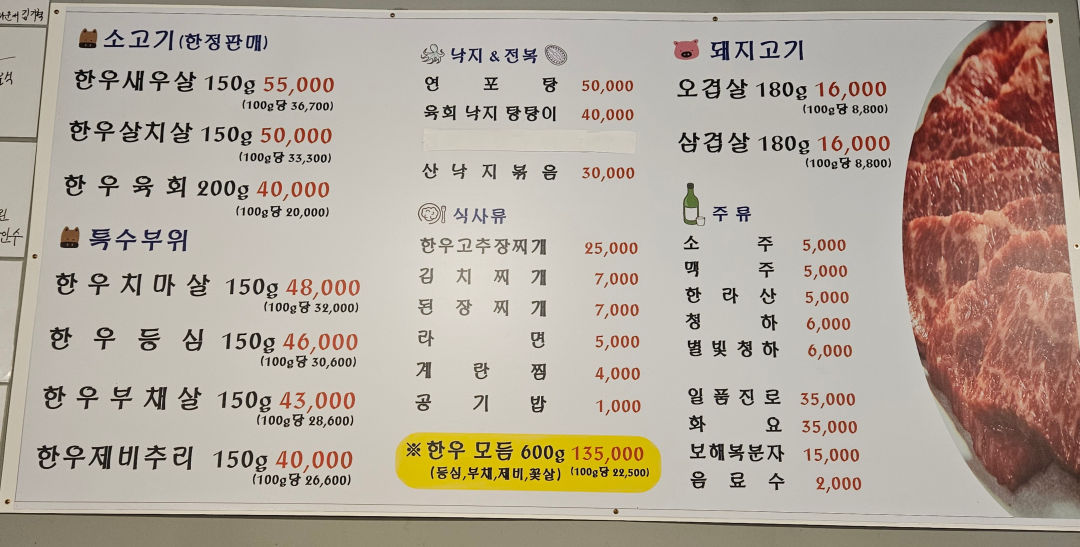 소고기(한정판매)
한우새우살 150g 55,000
(100g당 36,700)
한우살치살 150g 50,000
(100g당 33,300)
한우육회 200g 40,000
(100g당 20,000)
특수부위
한우치마살 150g 48,000
(100g당 32,000)
한우등심 150g 46,000
(100g당 30,600)
한우부채살 150g 43,000
(100g당 28,600)
한우제비추리 150g 40,000
(100g당 26,600)
낙지 & 전복
연포탕 50,000
육회 낙지 탕탕이 40,000
산낙지볶음 30,000
식사류
한우고추장찌개 25,000
김치찌개 7,000
된장찌개 7,000
라면 5,000
계란찜 4,000
공기밥 1,000
※한우 모듬 600g 135,000
(등심,부채,제비,꽃살) (100g당 22,500)
돼지고기
오겹살 180g 16,000
(100g당 8,800)
삼겹살 180g 16,000
(100g당 8,800)
주류
소주 5,000
맥주 5,000
한라산 5,000
청하 6,000
별빛청하 6,000
일품진로 35,000
화요 35,000
보해복분자 15,000
음료수 2,000